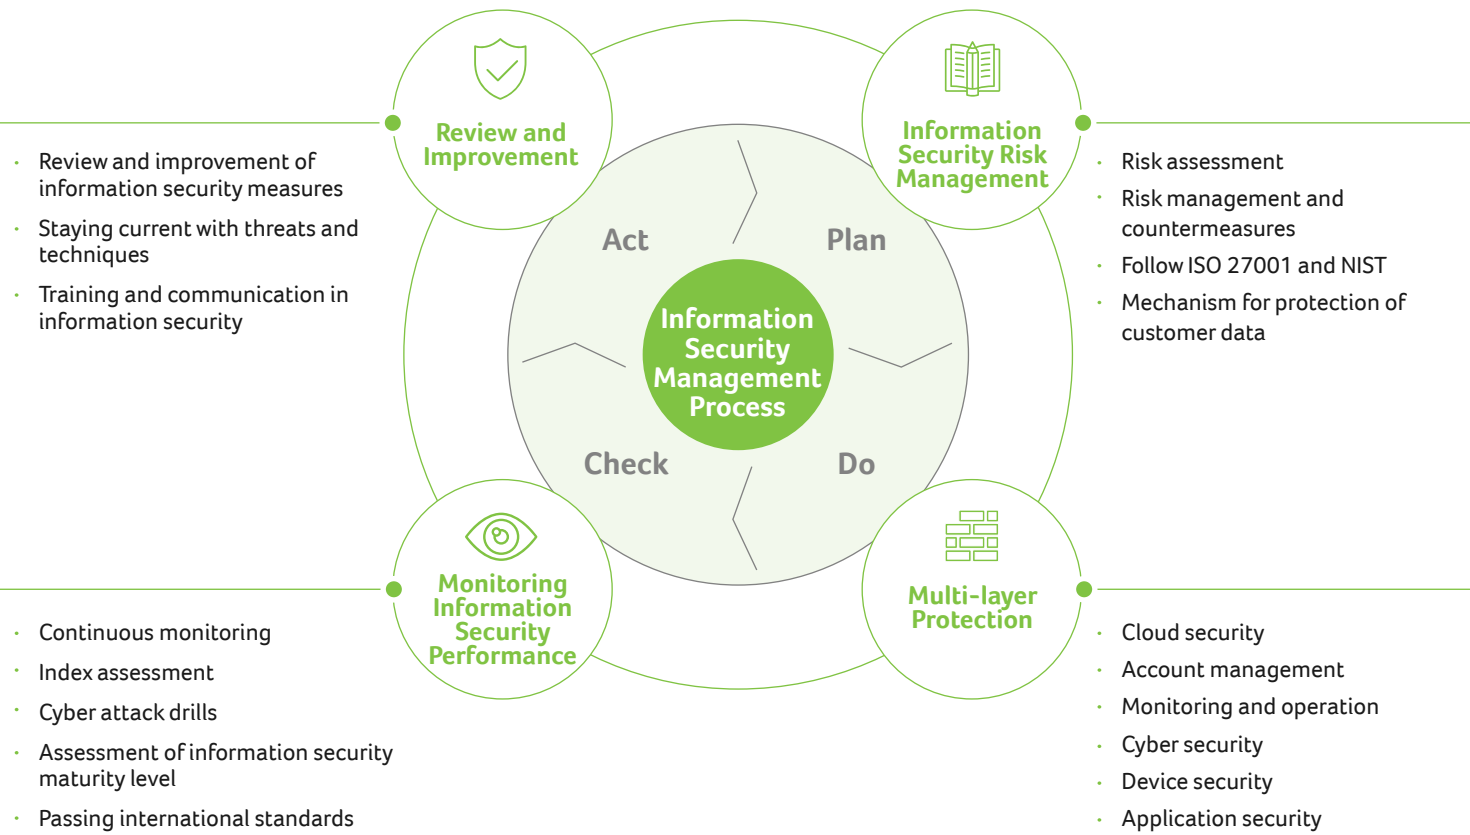 Review and
Improvement
Review and improvement of
information security measures
Staying current with threats and
techniques
Training and communication in
information security
Information
Security Risk
Management
Risk assessment
Risk management and
countermeasures
Follow ISO 27001 and NIST
Mechanism for protection of
customer data
Act
Plan
Information
Security
Management
Process
Check
Do
Monitoring
Information
Security
Performance
Continuous monitoring
Index assessment
Cyber attack drills
Assessment of information security
maturity level
Passing international standards
Multi-layer
Protection
Cloud security
Account management
Monitoring and operation
Cyber security
Device security
Application security